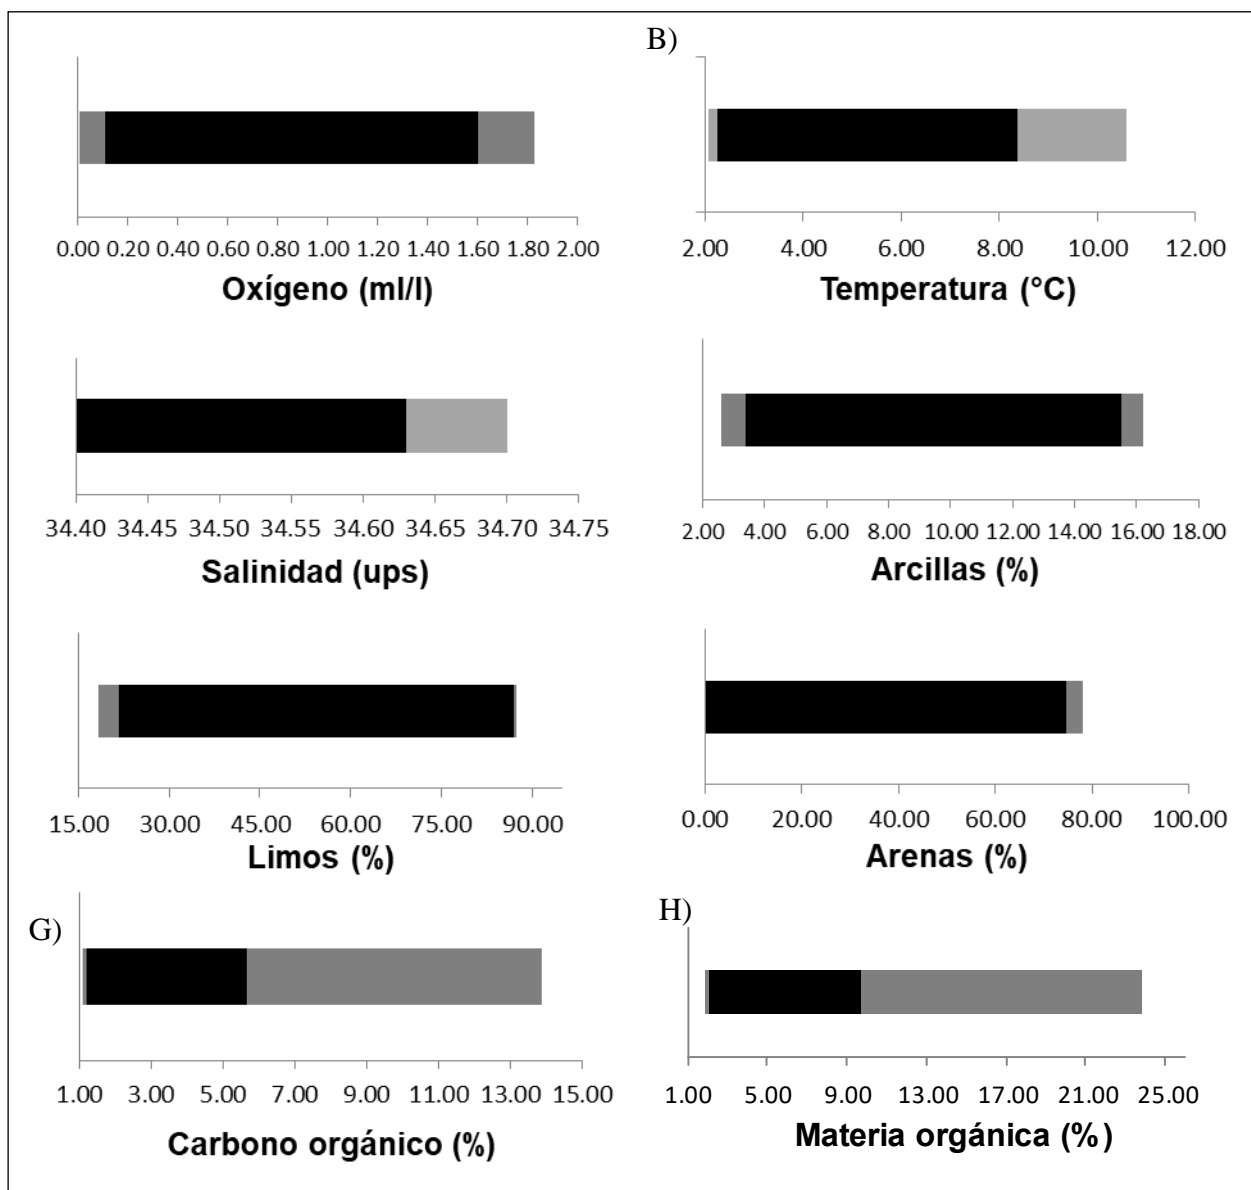 B)
0.00 0.20 0.40 0.60 0.80 1.00 1.20 1.40 1.60 1.80 2.00
Oxígeno (ml/l)
2.00 4.00 6.00 8.00 10.00 12.00
Temperatura (°C)
34.40 34.45 34.50 34.55 34.60 34.65 34.70 34.75
Salinidad (ups)
2.00 4.00 6.00 8.00 10.00 12.00 14.00 16.00 18.00
Arcillas (%)
15.00 30.00 45.00 60.00 75.00 90.00
Limos (%)
0.00 20.00 40.00 60.00 80.00 100.00
Arenas (%)
G)
1.00 3.00 5.00 7.00 9.00 11.00 13.00 15.00
Carbono orgánico (%)
H)
1.00 5.00 9.00 13.00 17.00 21.00 25.00
Materia orgánica (%)